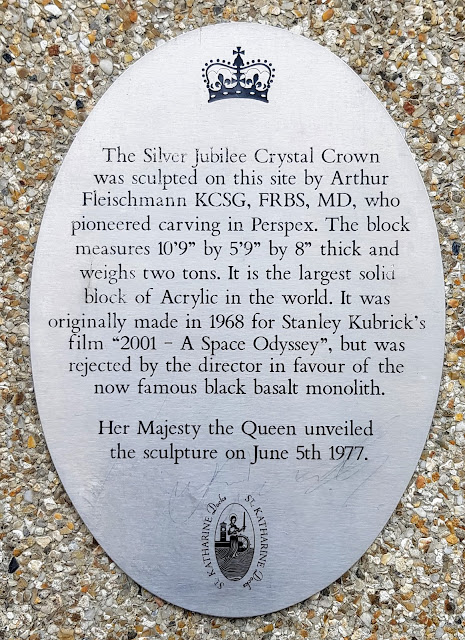 The Silver Jubilee Crystal Crown
was sculpted on this site by Arthur
Fleischmann KCSG, FRBS, MD, who
pioneered carving in Perspex. The block
measures 10'9" by 5'9" by 8" thick and
weighs two tons. It is the largest solid
block of Acrylic in the world. It was
originally made in 1968 for Stanley Kubrick's
film "2001 – A Space Odyssey", but was
rejected by the director in favour of the
now famous black basalt monolith.
Her Majesty the Queen unveiled
the sculpture on June 5th 1977.
ST. KATHARINE Docks
ST. KATHARINE Docks